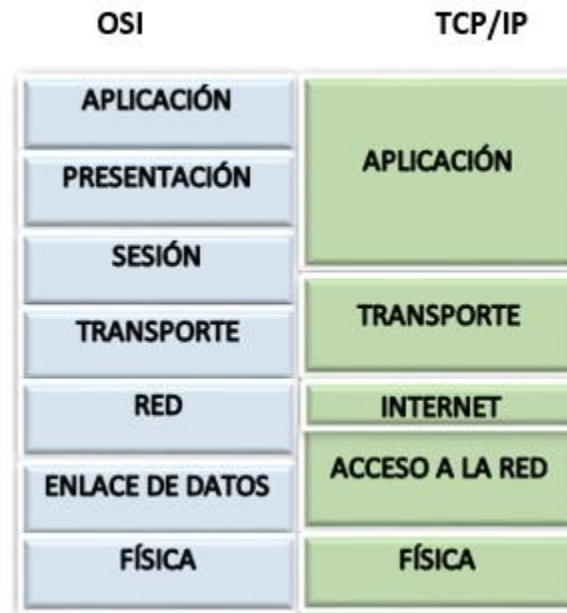 OSI
TCP/IP
APLICACIÓN
PRESENTACIÓN
SESIÓN
TRANSPORTE
RED
ENLACE DE DATOS
FÍSICA
APLICACIÓN
TRANSPORTE
INTERNET
ACCESO A LA RED
FÍSICA